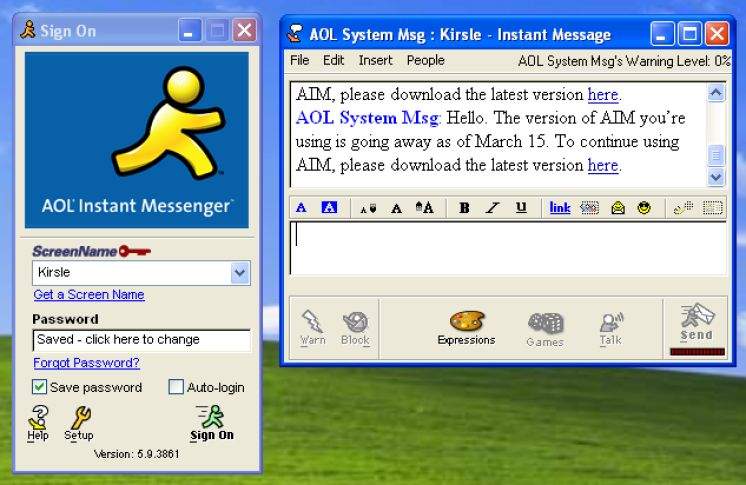 Sign On
AOL Instant Messenger™
ScreenName
Kirsle
Get a Screen Name
Password
Saved - click here to change
Forgot Password?
Save password
Auto-login
Help
Setup
Sign On
Version: 5.9.3861
AOL System Msg : Kirsle - Instant Message
File Edit Insert People AOL System Msg's Warning Level: 0%
AIM, please download the latest version here.
AOL System Msg: Hello. The version of AIM you're
using is going away as of March 15. To continue using
AIM, please download the latest version here.
A A A A A B I U link
Warn Block Expressions Games Talk Send